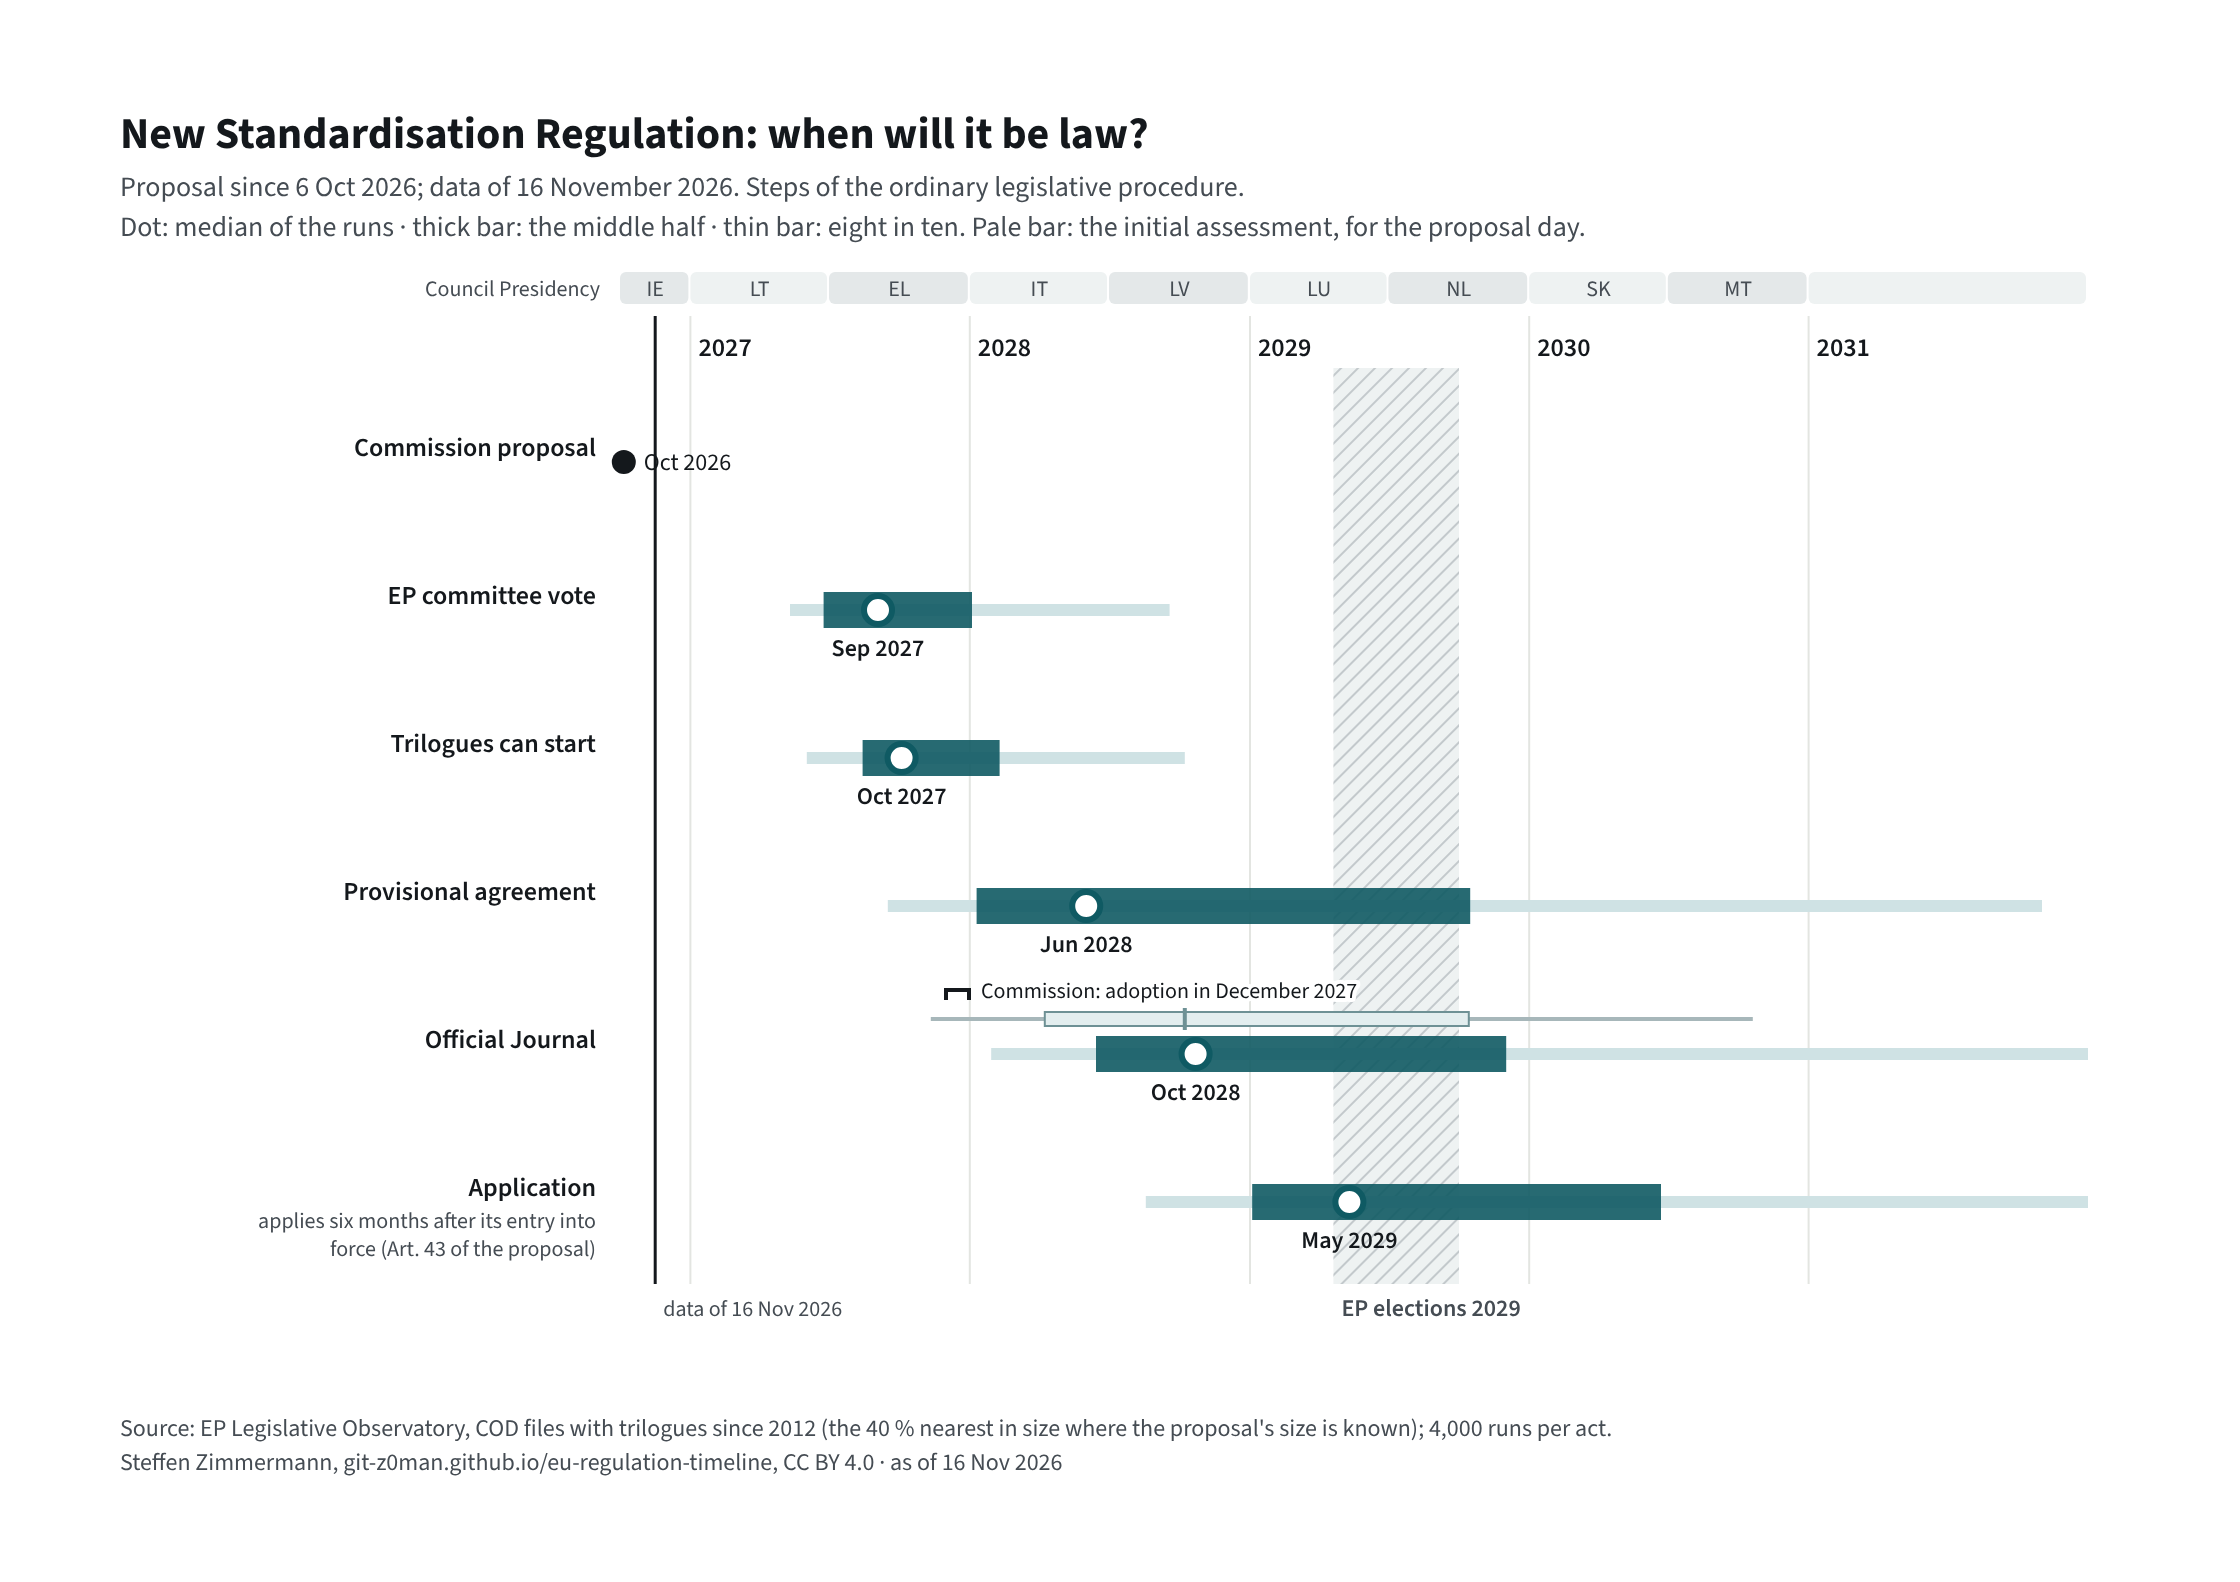 New Standardisation Regulation: when will it be law?
Proposal since 6 Oct 2026; data of 16 November 2026. Steps of the ordinary legislative procedure.
Dot: median of the runs · thick bar: the middle half · thin bar: eight in ten. Pale bar: the initial assessment, for the proposal day.
Council Presidency IE LT EL IT LV LU NL SK MT
2027 2028 2029 2030 2031
Commission proposal
Oct 2026
EP committee vote
Sep 2027
Trilogues can start
Oct 2027
Provisional agreement
Jun 2028
Commission: adoption in December 2027
Official Journal
Oct 2028
Application
applies six months after its entry into
force (Art. 43 of the proposal)
May 2029
data of 16 Nov 2026 EP elections 2029
Source: EP Legislative Observatory, COD files with trilogues since 2012 (the 40 % nearest in size where the proposal's size is known); 4,000 runs per act.
Steffen Zimmermann, git-z0man.github.io/eu-regulation-timeline, CC BY 4.0 · as of 16 Nov 2026